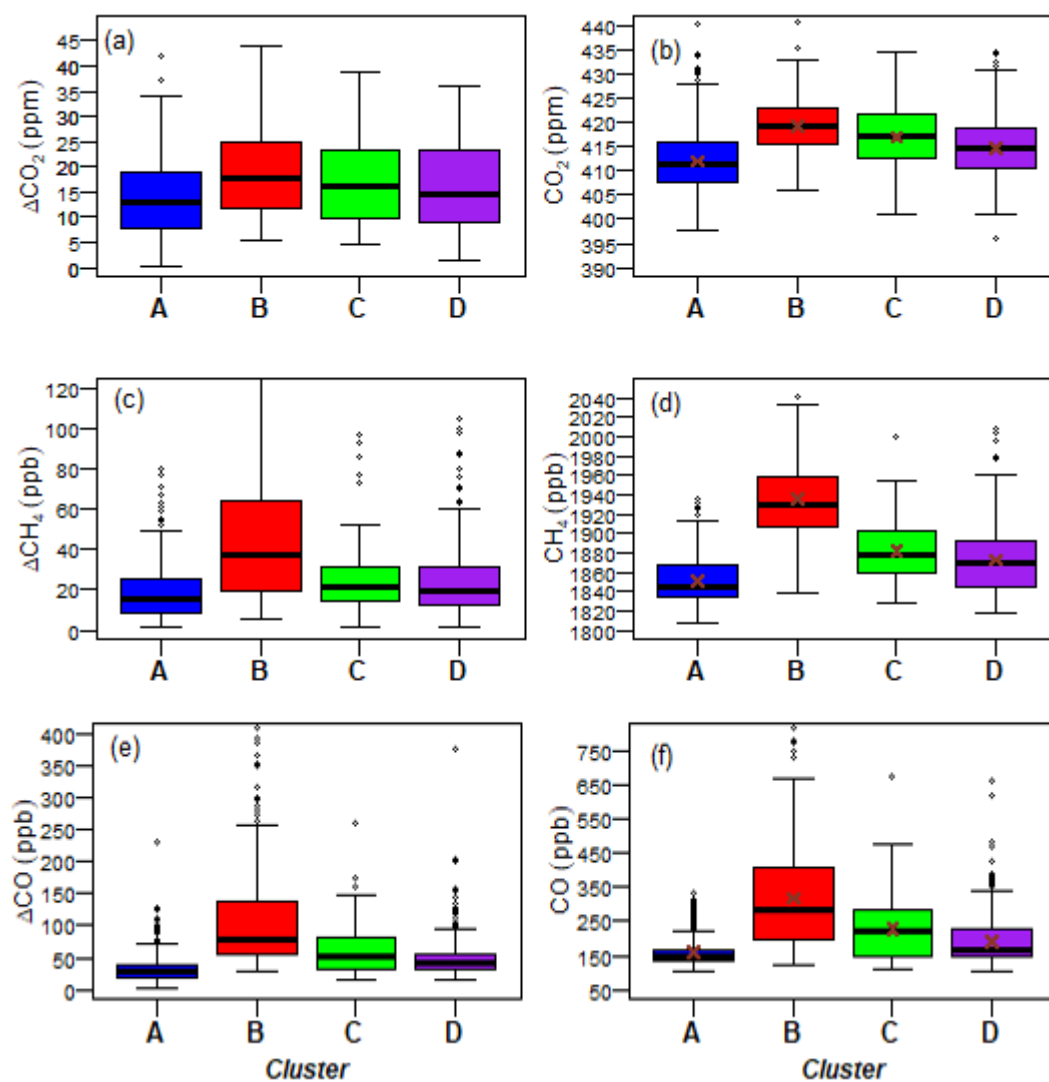 (a)
ΔCO₂ (ppm)
45
40
35
30
25
20
15
10
5
0
A B C D
(b)
CO₂ (ppm)
440
435
430
425
420
415
410
405
400
395
390
A B C D
(c)
ΔCH₄ (ppb)
120
100
80
60
40
20
0
A B C D
(d)
CH₄ (ppb)
2040
2020
2000
1980
1960
1940
1920
1900
1880
1860
1840
1820
1800
A B C D
(e)
ΔCO (ppb)
400
350
300
250
200
150
100
50
0
A B C D
Cluster
(f)
CO (ppb)
750
650
550
450
350
250
150
50
A B C D
Cluster